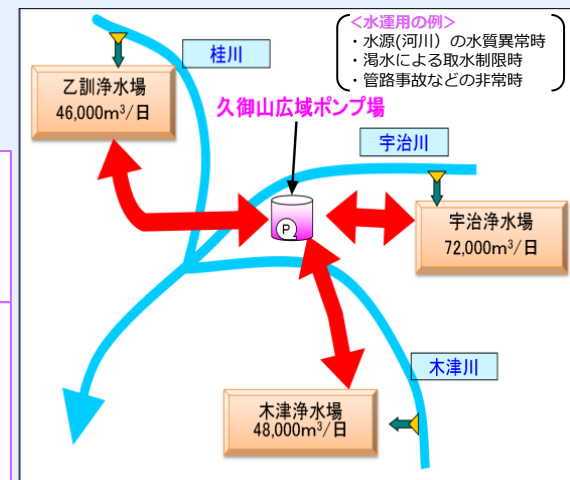 <水運用の例>
・水源(河川）の水質異常時
・渇水による取水制限時
・管路事故などの非常時
桂川
乙訓浄水場
46,000m³/日
久御山広域ポンプ場
宇治川
P
宇治浄水場
72,000m³/日
木津川
木津浄水場
48,000m³/日